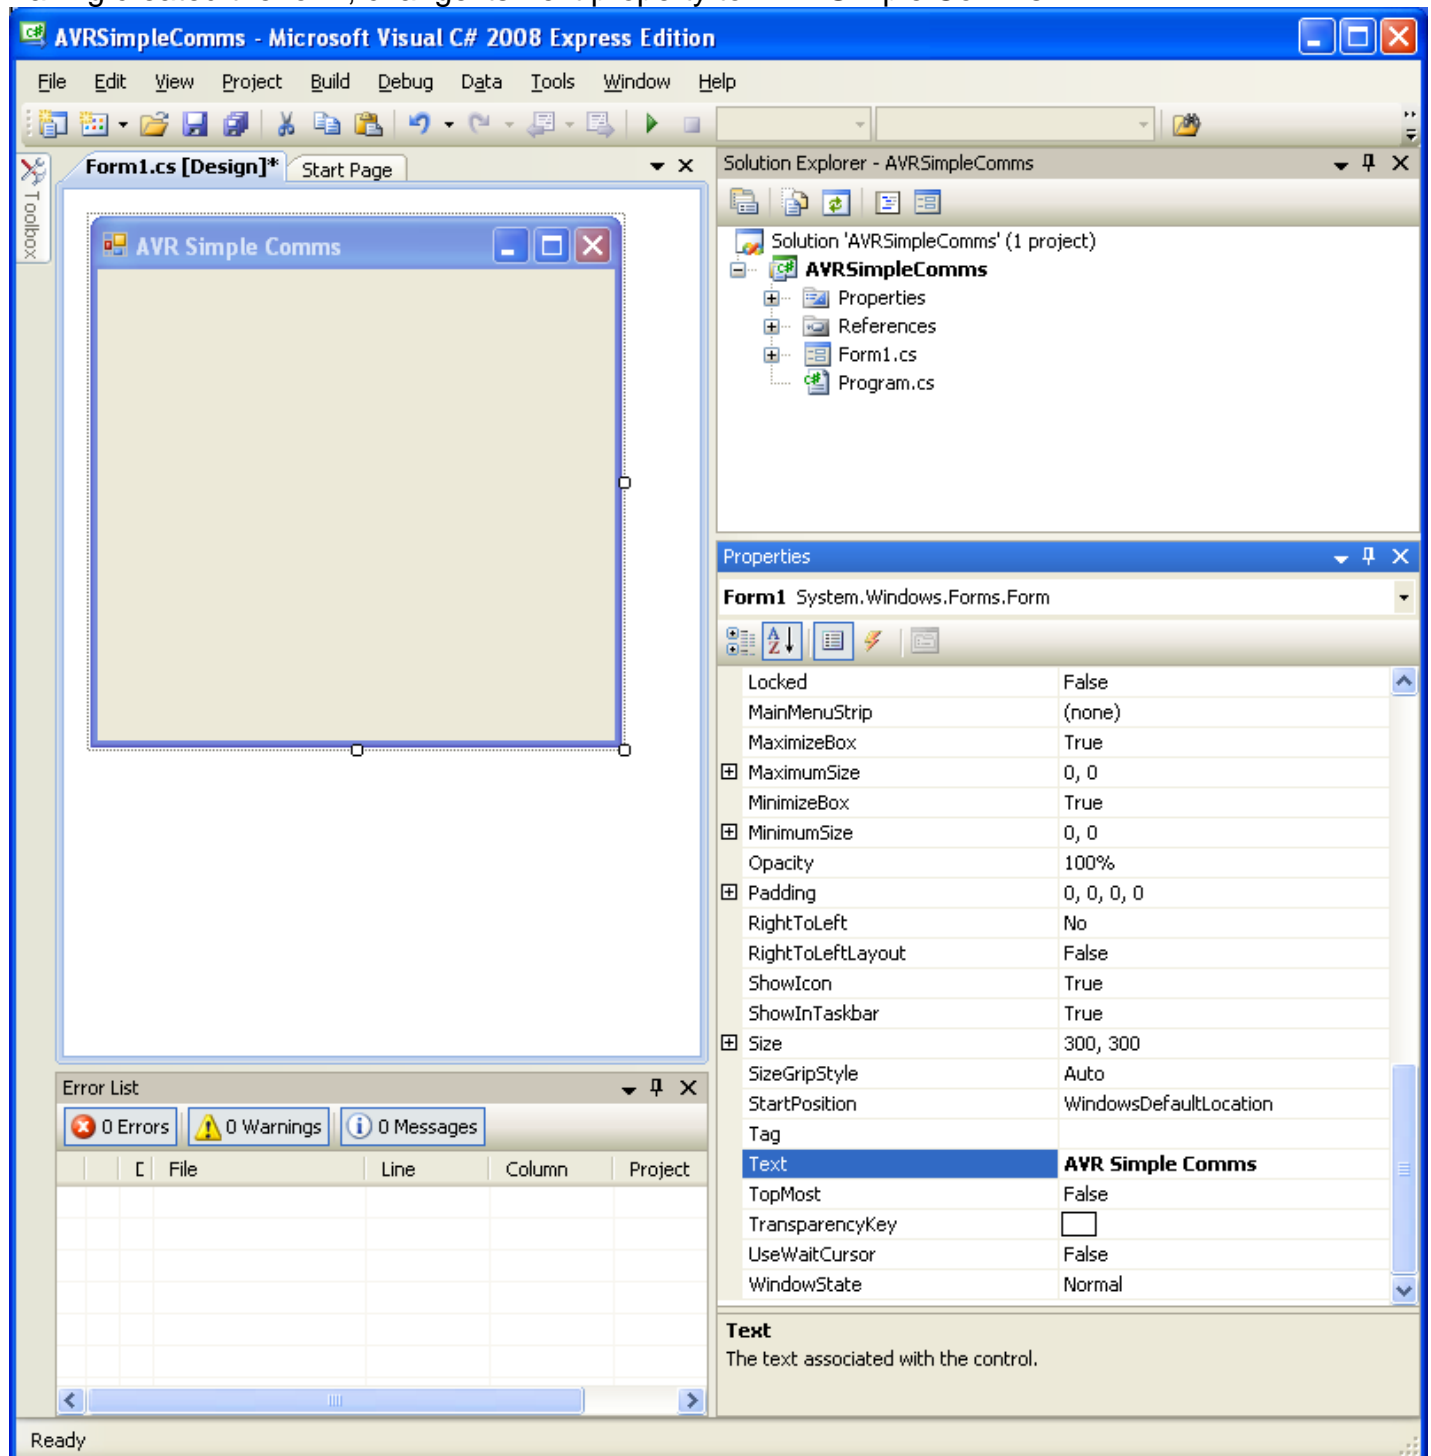 AVRSimpleComms - Microsoft Visual C# 2008 Express Edition
File Edit View Project Build Debug Data Tools Window Help
Toolbox
Form1.cs [Design]* Start Page
AVR Simple Comms
Solution Explorer - AVRSimpleComms
Solution 'AVRSimpleComms' (1 project)
AVRSimpleComms
Properties
References
Form1.cs
Program.cs
Properties
Form1 System.Windows.Forms.Form
Locked False
MainMenuStrip (none)
MaximizeBox True
MaximumSize 0, 0
MinimizeBox True
MinimumSize 0, 0
Opacity 100%
Padding 0, 0, 0, 0
RightToLeft No
RightToLeftLayout False
ShowIcon True
ShowInTaskbar True
Size 300, 300
SizeGripStyle Auto
StartPosition WindowsDefaultLocation
Tag
Text AVR Simple Comms
TopMost False
TransparencyKey
UseWaitCursor False
WindowState Normal
Text
The text associated with the control.
Error List
0 Errors 0 Warnings 0 Messages
File Line Column Project
Ready